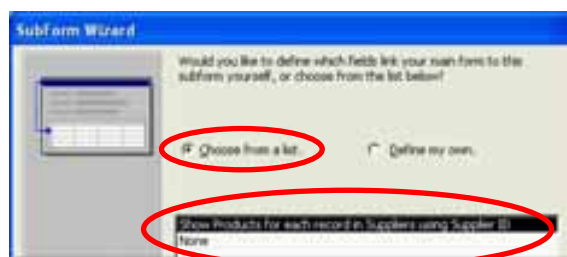 SubForm Wizard
Would you like to define which fields link your main form to this
subform yourself, or choose from the list below?
Choose from a list. Define my own.
Show Products for each record in Suppliers using Supplier ID
None